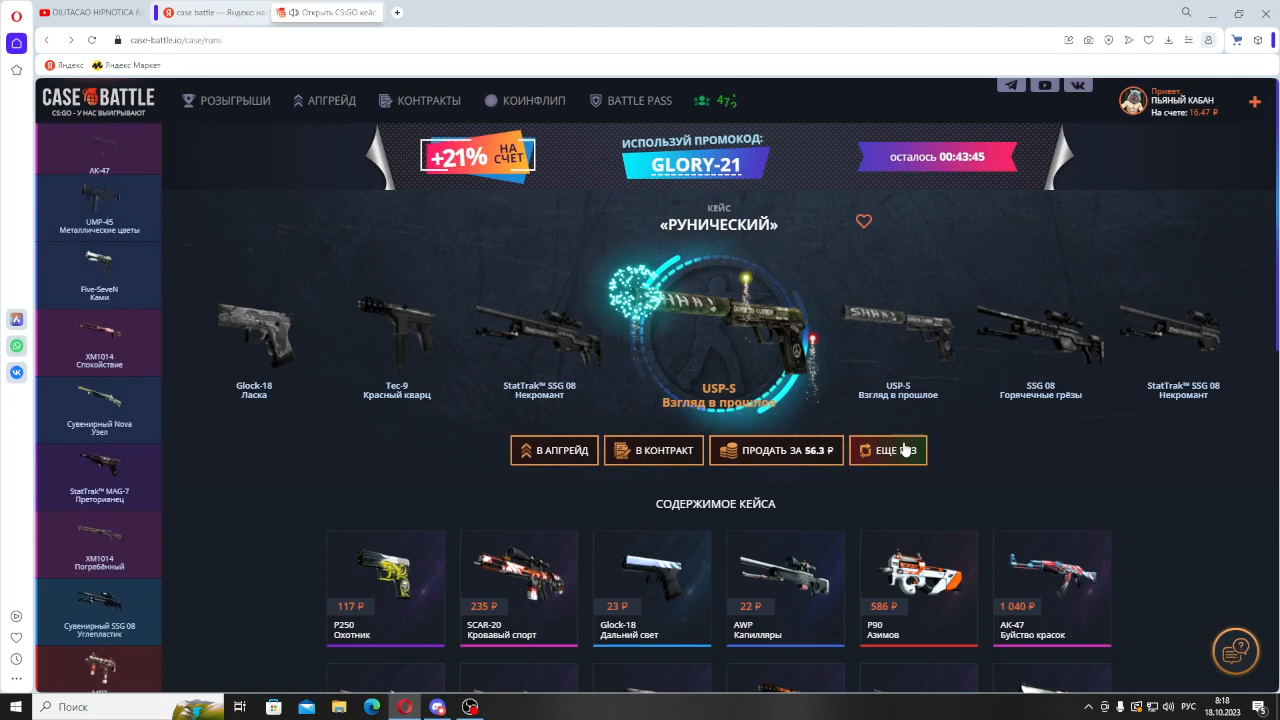 DILITACAO HIPNOTICA 6
case battle — Яндекс: на
Открыть CS:GO кейс
case-battle.io/case/runs
Яндекс
Яндекс Маркет
CASE BATTLE
CS:GO - У НАС ВЫИГРЫВАЮТ
РОЗЫГРЫШИ
АПГРЕЙД
КОНТРАКТЫ
КОИНФЛИП
BATTLE PASS
Привет,
ПЬЯНЫЙ КАБАН
На счете: 16.47 ₽
+21% НА СЧЕТ
ИСПОЛЬЗУЙ ПРОМОКОД:
GLORY-21
осталось 00:43:45
AK-47
UMP-45
Металлические цветы
Five-SeveN
Ками
XM1014
Спокойствие
Сувенирный Nova
Узел
StatTrak™ MAG-7
Преторианец
XM1014
Погребённый
Сувенирный SSG 08
Углепластик
MP7
КЕЙС
«РУНИЧЕСКИЙ»
Glock-18
Ласка
Tec-9
Красный кварц
StatTrak™ SSG 08
Некромант
USP-S
Взгляд в прошлое
USP-S
Взгляд в прошлое
SSG 08
Горячечные грёзы
StatTrak™ SSG 08
Некромант
В АПГРЕЙД
В КОНТРАКТ
ПРОДАТЬ ЗА 56.3 ₽
ЕЩЕ РАЗ
СОДЕРЖИМОЕ КЕЙСА
117 ₽
P250
Охотник
235 ₽
SCAR-20
Кровавый спорт
23 ₽
Glock-18
Дальний свет
22 ₽
AWP
Капилляры
586 ₽
P90
Азимов
1 040 ₽
AK-47
Буйство красок
Поиск
РУС
8:18
18.10.2023